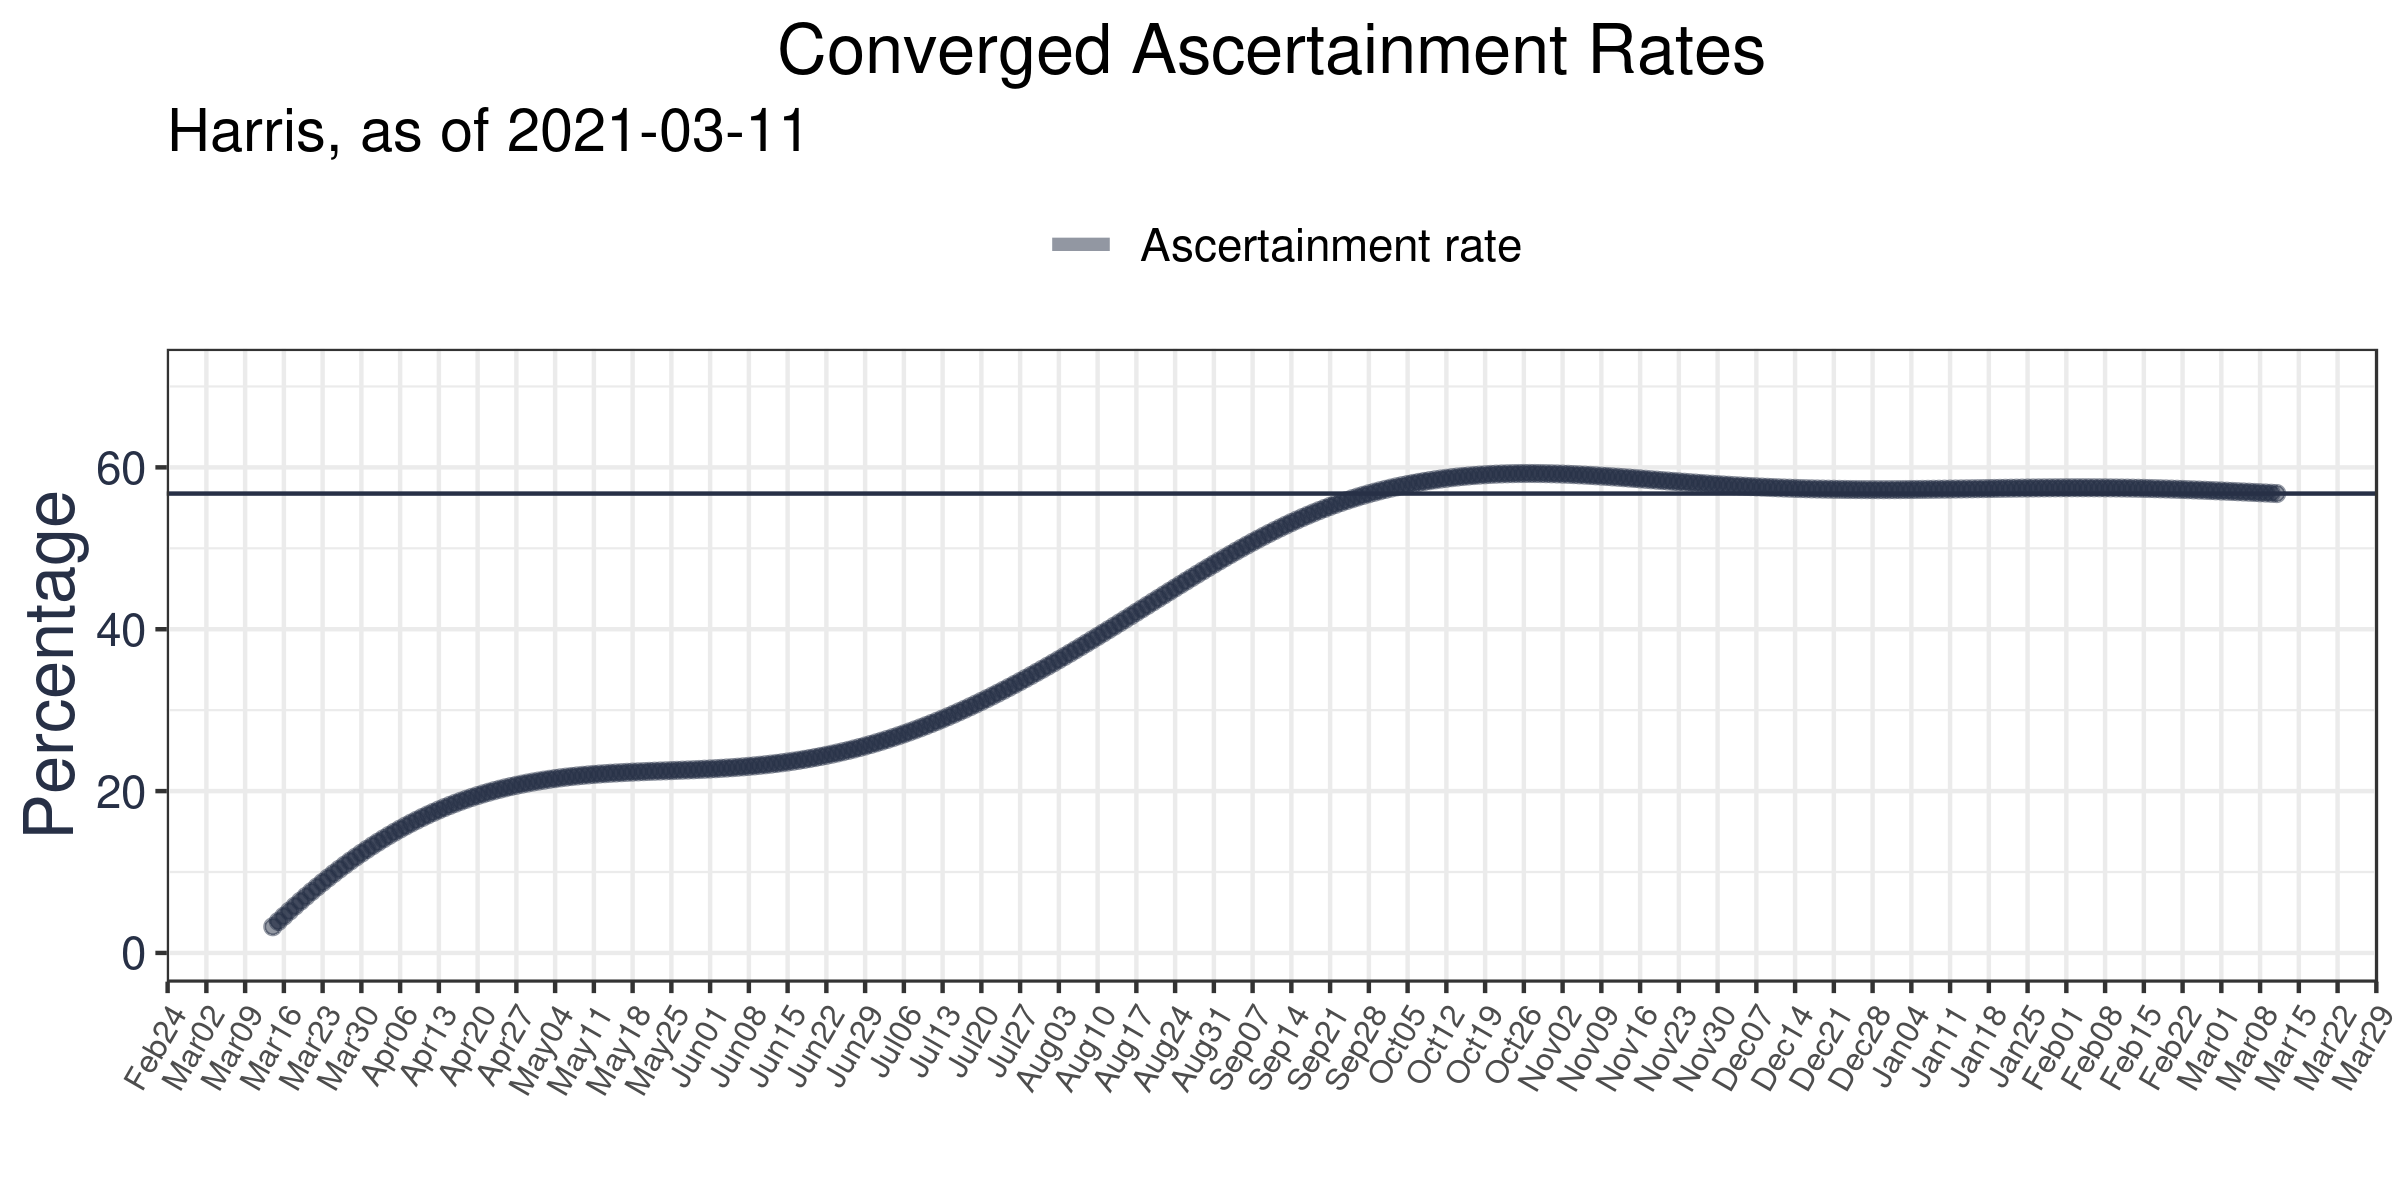 Converged Ascertainment Rates
Harris, as of 2021-03-11
Ascertainment rate
Percentage
60
40
20
0
Feb24 Mar02 Mar09 Mar16 Mar23 Mar30 Apr06 Apr13 Apr20 Apr27 May04 May11 May18 May25 Jun01 Jun08 Jun15 Jun22 Jun29 Jul06 Jul13 Jul20 Jul27 Aug03 Aug10 Aug17 Aug24 Aug31 Sep07 Sep14 Sep21 Sep28 Oct05 Oct12 Oct19 Oct26 Nov02 Nov09 Nov16 Nov23 Nov30 Dec07 Dec14 Dec21 Dec28 Jan04 Jan11 Jan18 Jan25 Feb01 Feb08 Feb15 Feb22 Mar01 Mar08 Mar15 Mar22 Mar29